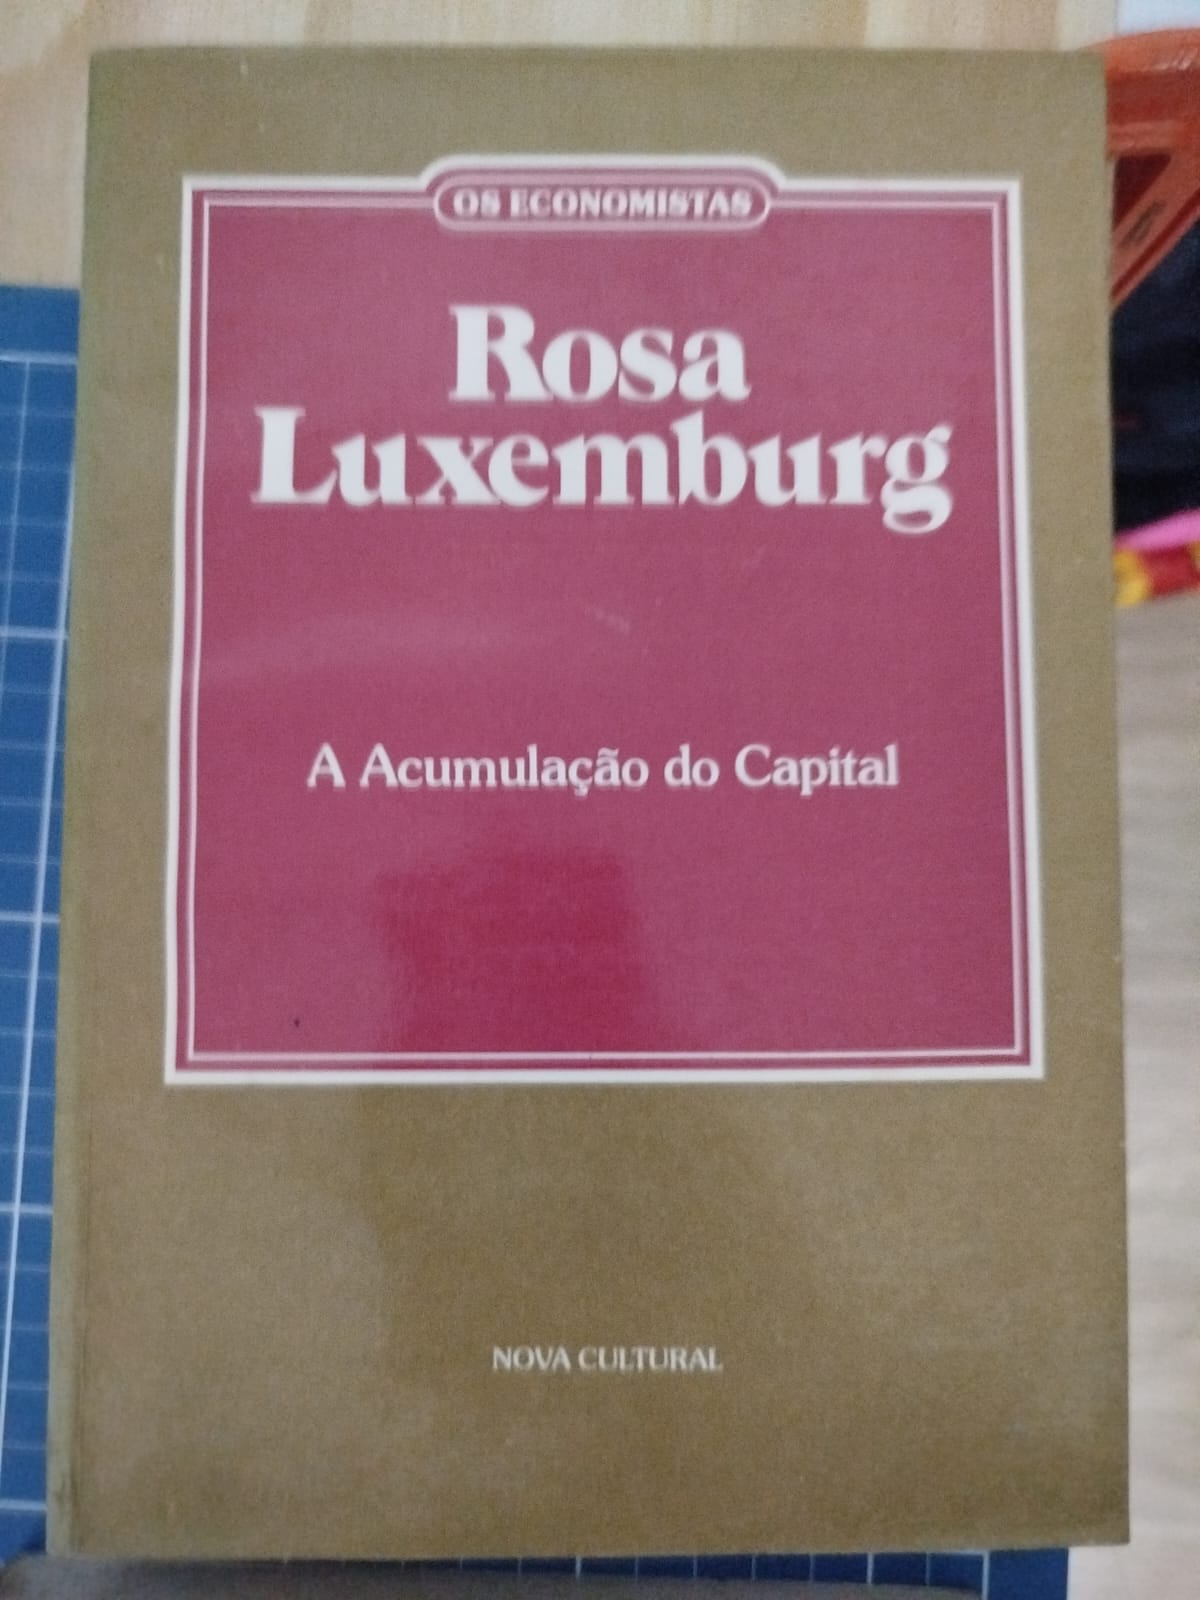 OS ECONOMISTAS
Rosa
Luxemburg
A Acumulação do Capital
NOVA CULTURAL